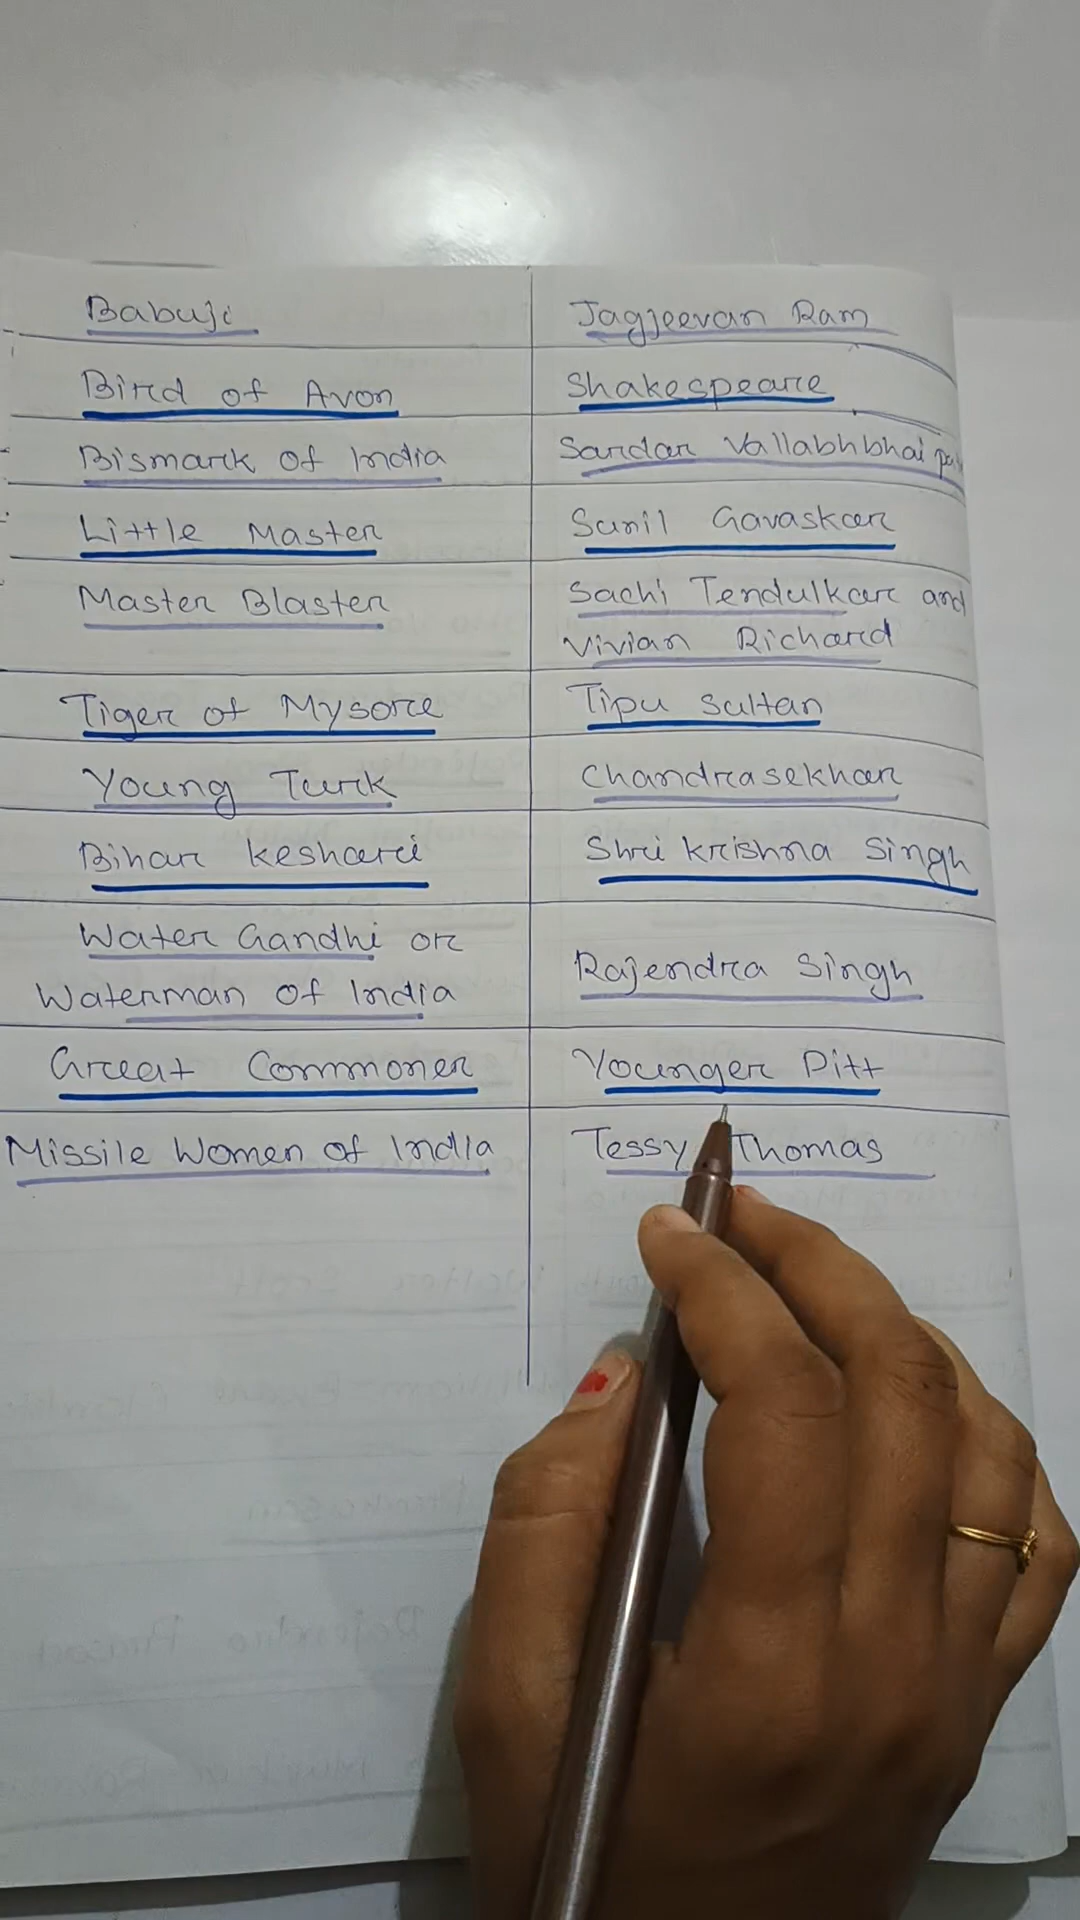 Babuji Jagjeevan Ram
Bird of Avon Shakespeare
Bismark of India Sardar Vallabhbhai
Little Master Sunil Gavaskar
Master Blaster Sachi Tendulkar and
Vivian Richard
Tiger of Mysore Tipu Sultan
Young Turk Chandrasekhar
Bihar Keshari Shri Krishna Singh
Water Gandhi or
Waterman of India Rajendra Singh
Great Commoner Younger Pitt
Missile Women of India Tessy Thomas